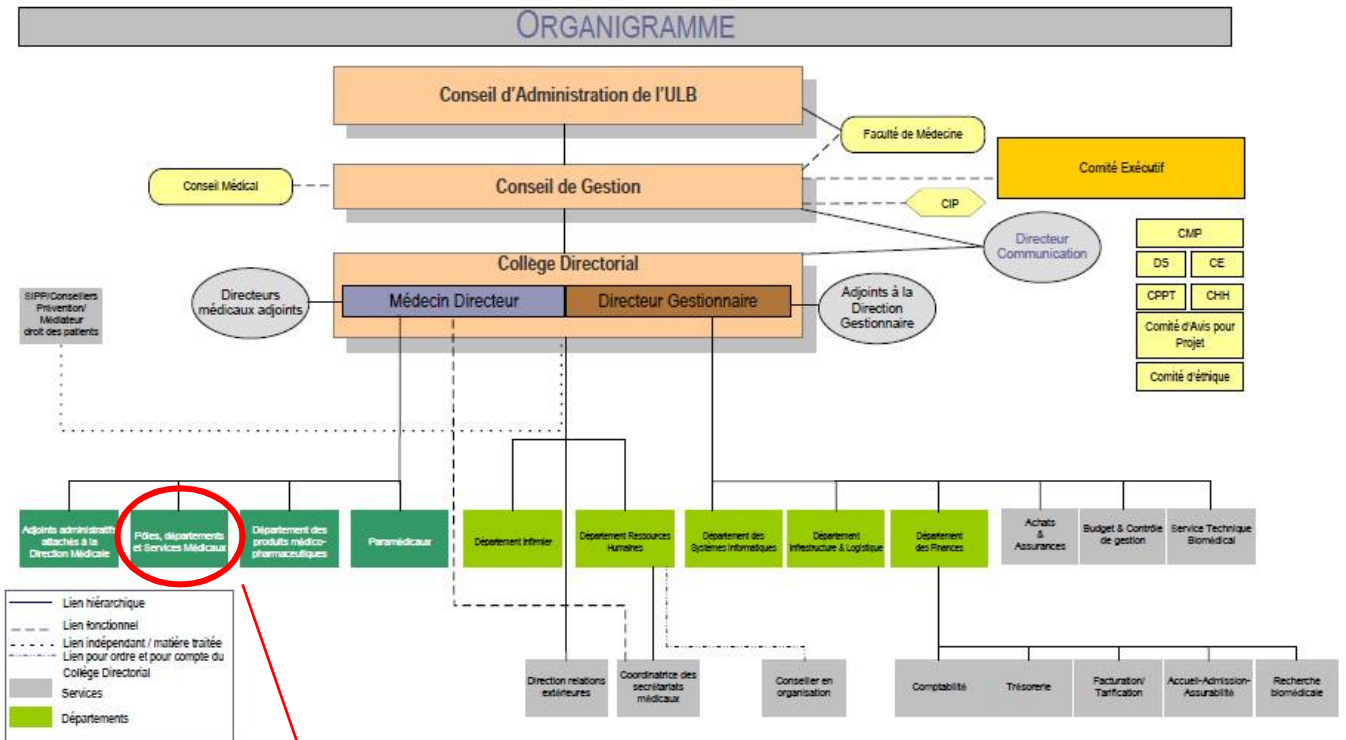 ORGANIGRAMME
Conseil d'Administration de l'ULB
Faculté de Médecine
Comité Exécutif
Conseil Médical
Conseil de Gestion
CIP
Directeur
Communication
CMP
DS
CE
CPPT
CHH
Comité d'Avis pour
Projet
Comité d'éthique
Collège Directorial
SIPP/Conseillers
Prévention/
Médiateur
droit des patients
Directeurs
médicaux adjoints
Médecin Directeur
Directeur Gestionnaire
Adjoints à la
Direction
Gestionnaire
Adjoints administratifs
attachés à la
Direction Médicale
Pôles, départements
et Services Médicaux
Département des
produits médico-
pharmaceutiques
Paramédicaux
Département Infirmier
Département Ressources
Humaines
Département des
Systèmes Informatiques
Département
Infrastructure & Logistique
Département
des Finances
Achats
&
Assurances
Budget & Contrôle
de gestion
Service Technique
Biomédical
Lien hiérarchique
Lien fonctionnel
Lien indépendant / matière traitée
Lien pour ordre et pour compte du
Collège Directorial
Services
Départements
Direction relations
extérieures
Coordinatrice des
secrétariats
médicaux
Conseiller en
organisation
Comptabilité
Trésorerie
Facturation/
Tarification
Accueil-Admission-
Assurabilité
Recherche
biomédicale